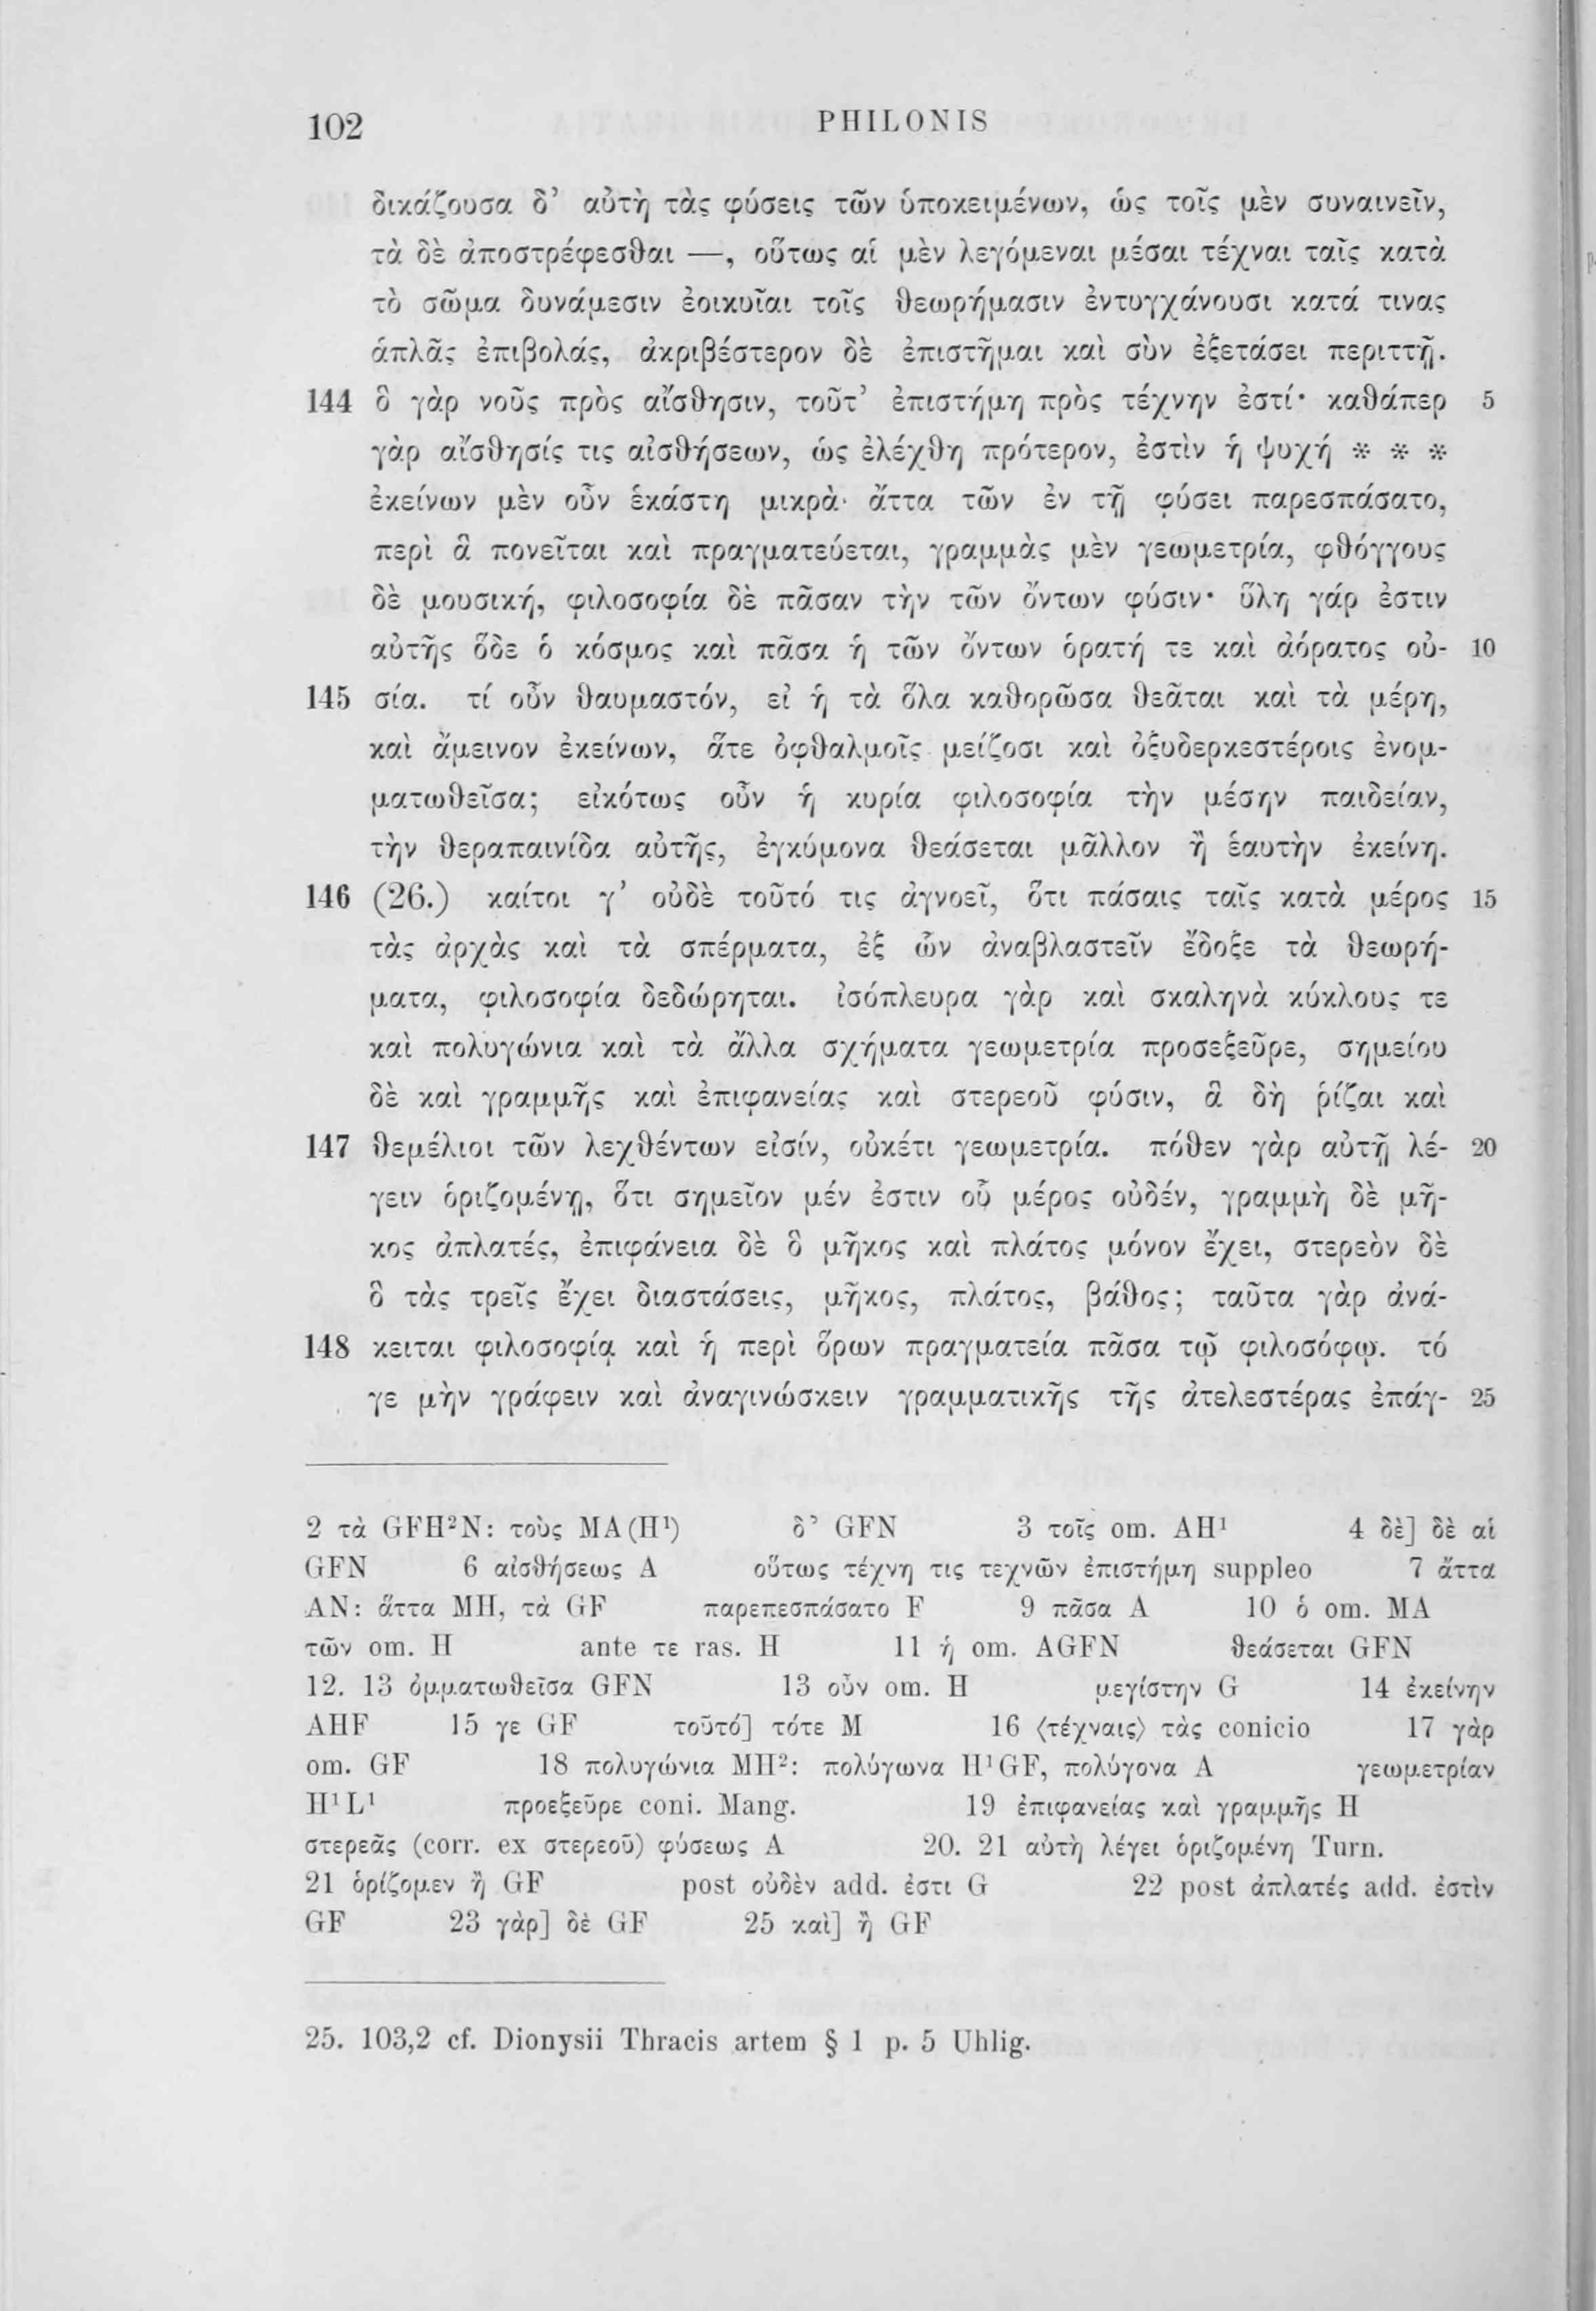 102 PHILONIS
δικάζουσα δ’ αὐτὴ τὰς φύσεις τῶν ὑποκειμένων, ὡς τοῖς μὲν συναινεῖν,
τὰ δὲ ἀποστρέφεσθαι —, οὕτως αἱ μὲν λεγόμεναι μέσαι τέχναι ταῖς κατὰ
τὸ σῶμα δυνάμεσιν ἐοικυῖαι τοῖς θεωρήμασιν ἐντυγχάνουσι κατά τινας
ἁπλᾶς ἐπιβολάς, ἀκριβέστερον δὲ ἐπιστῆμαι καὶ σὺν ἐξετάσει περιττῇ.
144 ὃ γὰρ νοῦς πρὸς αἴσθησιν, τοῦτ’ ἐπιστήμη πρὸς τέχνην ἐστί· καθάπερ 5
γὰρ αἴσθησίς τις αἰσθήσεων, ὡς ἐλέχθη πρότερον, ἐστὶν ἡ ψυχή * * *
ἐκείνων μὲν οὖν ἑκάστη μικρὰ ἄττα τῶν ἐν τῇ φύσει παρεσπάσατο,
περὶ ἃ πονεῖται καὶ πραγματεύεται, γραμμὰς μὲν γεωμετρία, φθόγγους
δὲ μουσική, φιλοσοφία δὲ πᾶσαν τὴν τῶν ὄντων φύσιν· ὕλη γάρ ἐστιν
αὐτῆς ὅδε ὁ κόσμος καὶ πᾶσα ἡ τῶν ὄντων ὁρατή τε καὶ ἀόρατος οὐ- 10
145 σία. τί οὖν θαυμαστόν, εἰ ἡ τὰ ὅλα καθορῶσα θεᾶται καὶ τὰ μέρη,
καὶ ἄμεινον ἐκείνων, ἅτε ὀφθαλμοῖς μείζοσι καὶ ὀξυδερκεστέροις ἐνομ-
ματωθεῖσα; εἰκότως οὖν ἡ κυρία φιλοσοφία τὴν μέσην παιδείαν,
τὴν θεραπαινίδα αὐτῆς, ἐγκύμονα θεάσεται μᾶλλον ἢ ἑαυτὴν ἐκείνη.
146 (26.) καίτοι γ’ οὐδὲ τοῦτό τις ἀγνοεῖ, ὅτι πάσαις ταῖς κατὰ μέρος 15
τὰς ἀρχὰς καὶ τὰ σπέρματα, ἐξ ὧν ἀναβλαστεῖν ἔδοξε τὰ θεωρή-
ματα, φιλοσοφία δεδώρηται. ἰσόπλευρα γὰρ καὶ σκαληνὰ κύκλους τε
καὶ πολυγώνια καὶ τὰ ἄλλα σχήματα γεωμετρία προσεξεῦρε, σημείου
δὲ καὶ γραμμῆς καὶ ἐπιφανείας καὶ στερεοῦ φύσιν, ἃ δὴ ῥίζαι καὶ
147 θεμέλιοι τῶν λεχθέντων εἰσίν, οὐκέτι γεωμετρία. πόθεν γὰρ αὐτῇ λέ- 20
γειν ὁριζομένῃ, ὅτι σημεῖον μέν ἐστιν οὗ μέρος οὐδέν, γραμμὴ δὲ μῆ-
κος ἀπλατές, ἐπιφάνεια δὲ ὃ μῆκος καὶ πλάτος μόνον ἔχει, στερεὸν δὲ
ὃ τὰς τρεῖς ἔχει διαστάσεις, μῆκος, πλάτος, βάθος; ταῦτα γὰρ ἀνά-
148 κειται φιλοσοφίᾳ καὶ ἡ περὶ ὅρων πραγματεία πᾶσα τῷ φιλοσόφῳ. τό
γε μὴν γράφειν καὶ ἀναγινώσκειν γραμματικῆς τῆς ἀτελεστέρας ἐπάγ- 25
2 τὰ GFH²N: τοὺς MA(H¹) δ’ GFN 3 τοῖς om. AH¹ 4 δὲ] δὲ αἱ
GFN 6 αἰσθήσεως A οὕτως τέχνη τις τεχνῶν ἐπιστήμη suppleo 7 ἄττα
AN: ἅττα MH, τὰ GF παρεπεσπάσατο F 9 πᾶσα A 10 ὁ om. MA
τῶν om. H ante τε ras. H 11 ἡ om. AGFN θεάσεται GFN
12. 13 ὀμματωθεῖσα GFN 13 οὖν om. H μεγίστην G 14 ἐκείνην
AHF 15 γε GF τοῦτό] τότε M 16 ⟨τέχναις⟩ τὰς conicio 17 γὰρ
om. GF 18 πολυγώνια MH²: πολύγωνα H¹GF, πολύγονα A γεωμετρίαν
H¹L¹ προεξεῦρε coni. Mang. 19 ἐπιφανείας καὶ γραμμῆς H
στερεᾶς (corr. ex στερεοῦ) φύσεως A 20. 21 αὐτὴ λέγει ὁριζομένη Turn.
21 ὁρίζομεν ἢ GF post οὐδὲν add. ἐστι G 22 post ἀπλατές add. ἐστὶν
GF 23 γὰρ] δὲ GF 25 καὶ] ἢ GF
25. 103,2 cf. Dionysii Thracis artem § 1 p. 5 Uhlig.